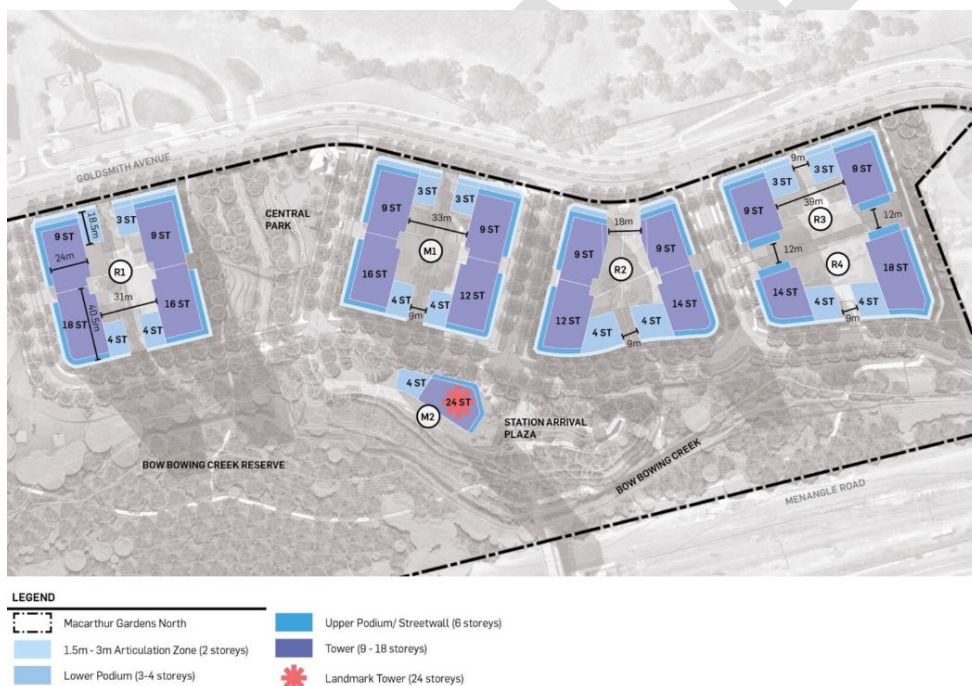 GOLDSMITH AVENUE
CENTRAL
PARK
9 ST
18.5m
3 ST
9 ST
24m
R1
31m
18 ST
40.5m
4 ST
4 ST
16 ST
9 ST
3 ST
3 ST
33m
9 ST
M1
16 ST
4 ST
9m
4 ST
12 ST
18m
9 ST
9 ST
R2
12 ST
4 ST
9m
4 ST
14 ST
9m
3 ST
3 ST
9 ST
39m
9 ST
R3
12m
12m
R4
14 ST
4 ST
4 ST
9m
18 ST
4 ST
24 ST
M2
STATION ARRIVAL
PLAZA
BOW BOWING CREEK RESERVE
BOW BOWING CREEK
MENANGLE ROAD
LEGEND
Macarthur Gardens North
1.5m - 3m Articulation Zone (2 storeys)
Lower Podium (3-4 storeys)
Upper Podium/ Streetwall (6 storeys)
Tower (9 - 18 storeys)
Landmark Tower (24 storeys)